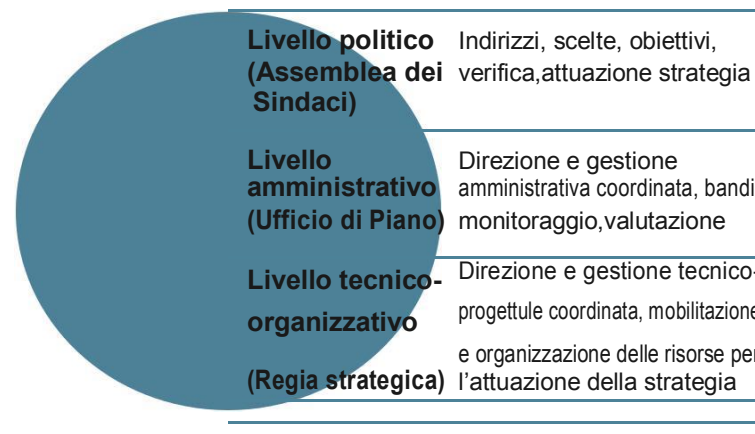 Livello politico
(Assemblea dei
Sindaci)
Indirizzi, scelte, obiettivi,
verifica,attuazione strategia
Livello
amministrativo
(Ufficio di Piano)
Direzione e gestione
amministrativa coordinata, bandi
monitoraggio,valutazione
Livello tecnico-
organizzativo
(Regia strategica)
Direzione e gestione tecnico-
progettule coordinata, mobilitazione
e organizzazione delle risorse per
l’attuazione della strategia